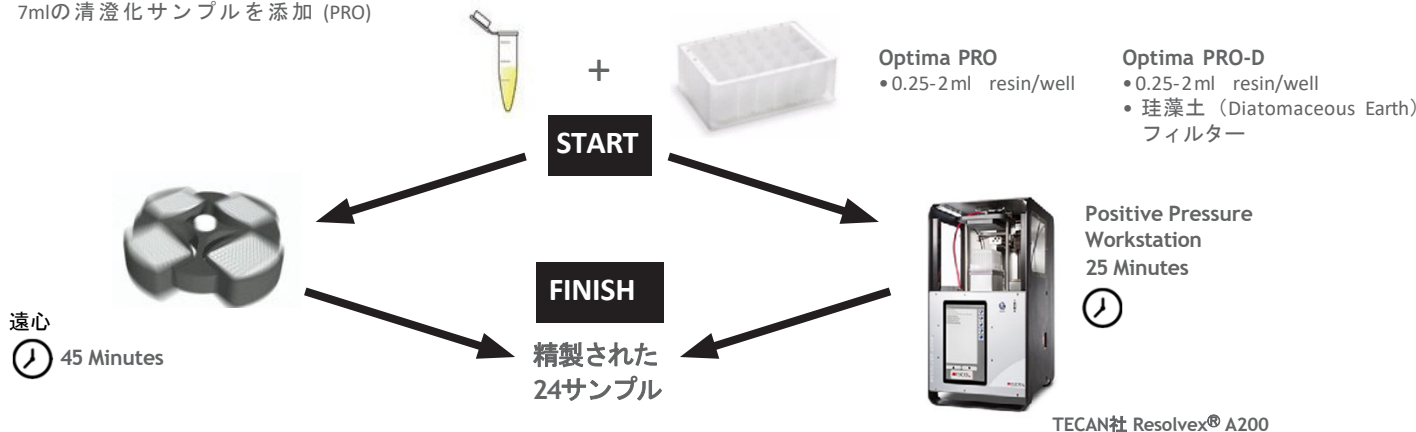 7mlの清澄化サンプルを添加 (PRO)
+
Optima PRO
•0.25-2ml resin/well
Optima PRO-D
•0.25-2ml resin/well
• 珪藻土（Diatomaceous Earth）
フィルター
START
Positive Pressure
Workstation
25 Minutes
FINISH
遠心
45 Minutes
精製された
24サンプル
TECAN社 Resolvex® A200